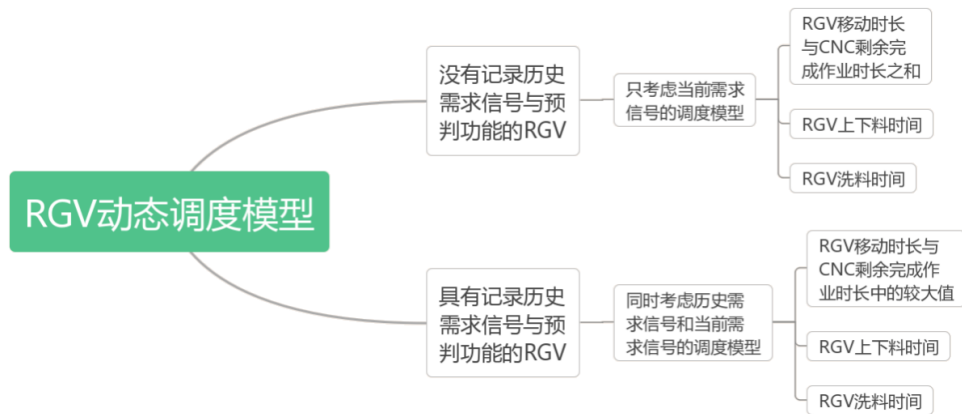 RGV动态调度模型
没有记录历史
需求信号与预
判功能的RGV
只考虑当前需求
信号的调度模型
RGV移动时长
与CNC剩余完
成作业时长之和
RGV上下料时间
RGV洗料时间
具有记录历史
需求信号与预
判功能的RGV
同时考虑历史需
求信号和当前需
求信号的调度模型
RGV移动时长与
CNC剩余完成作
业时长中的较大值
RGV上下料时间
RGV洗料时间